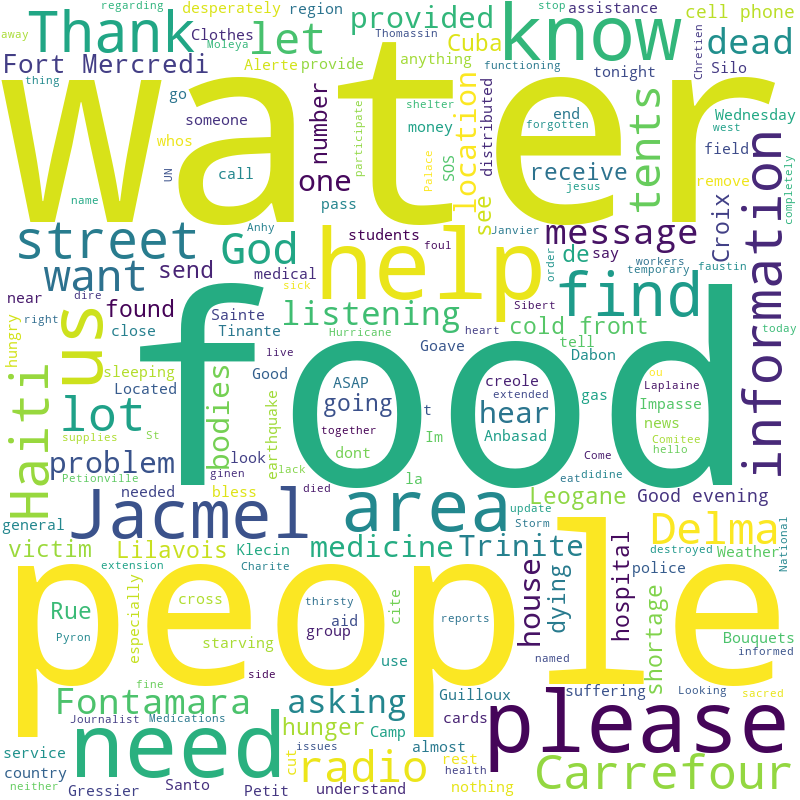 away
regarding
desperately
region
stop
assistance
cell phone
Thank
Clothes
Moleya
let
provided
Thomassin
know
Chretien
dead
Fort Mercredi
Alerte
provide
Cuba
anything
functioning
tonight
Silo
thing
water
go
someone
number
participate
money
SOS
location
distributed
end
forgotten
tents
Wednesday
west
field
whos
UN
call
one
Palace
see
receive
jesus
remove
completely
name
pass
information
street
Anhy
God
students
foul
help
Janvier
message
order
de
say
workers
temporary
Croix
faustin
want
send
medical
sick
find
near
dire
found
Sainte
listening
Sibert
right
us
close
Tinante
Hurricane
heart
Goave
cold front
tell
today
hungry
Haiti
sleeping
live
food
Good
ASAP
creole
Dabon
ou
Located
extended
gas
Laplaine
lot
bodies
earthquake
going
t
hear
Impasse
news
supplies
St
together
Im
Anbasad
Comitee
hello
problem
look
dont
Petionville
ginen
lack
la
Come
eat
didine
needed
bless
died
Leogane
Good evening
general
Jacmel
area
update
Storm
Delma
National
victim
Lilavois
Klecin
medicine
Trinite
destroyed
Weather
extension
Charite
people
house
dying
hospital
police
especially
cross
thirsty
cite
shortage
Rue
aid
reports
Bouquets
Pyron
starving
group
use
named
informed
fine
side
suffering
Looking
sacred
Fontamara
asking
Guilloux
Journalist
Medications
hunger
cards
please
Camp
service
need
cut
issues
radio
almost
rest
country
health
Carrefour
neither
Gressier
Santo
Petit
understand
nothing